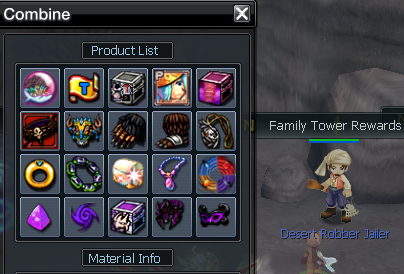 Combine
Product List
Family Tower Rewards
Desert Robber Jailer
Material Info